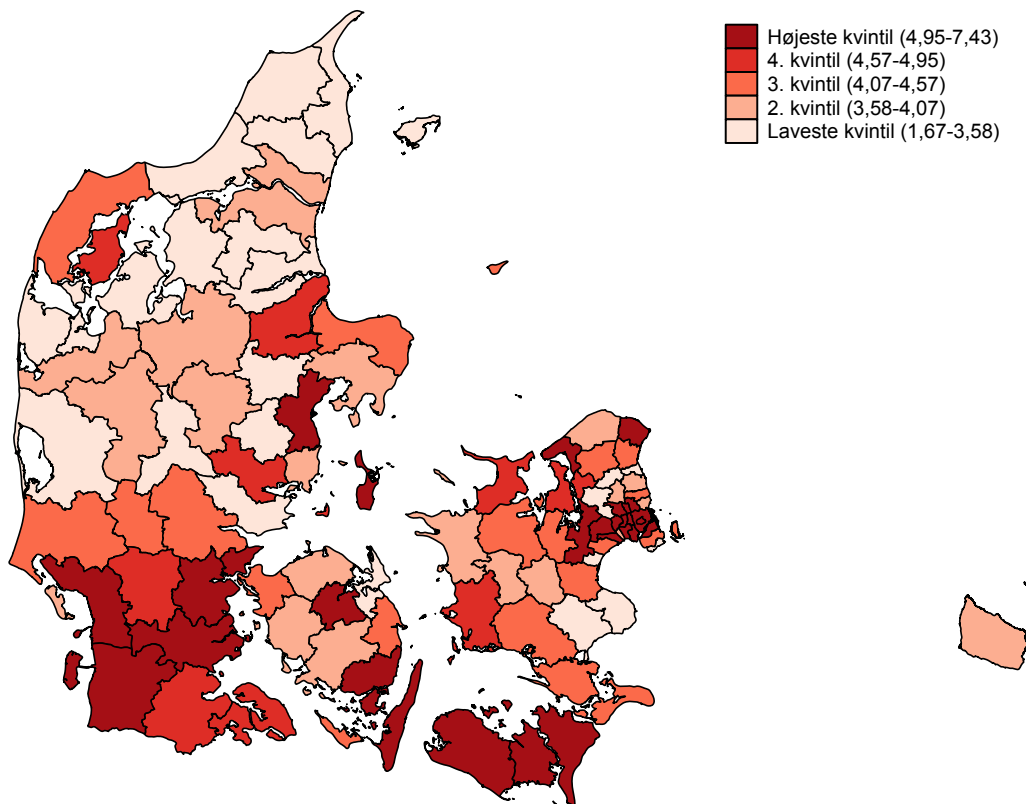 Højeste kvintil (4,95-7,43)
4. kvintil (4,57-4,95)
3. kvintil (4,07-4,57)
2. kvintil (3,58-4,07)
Laveste kvintil (1,67-3,58)